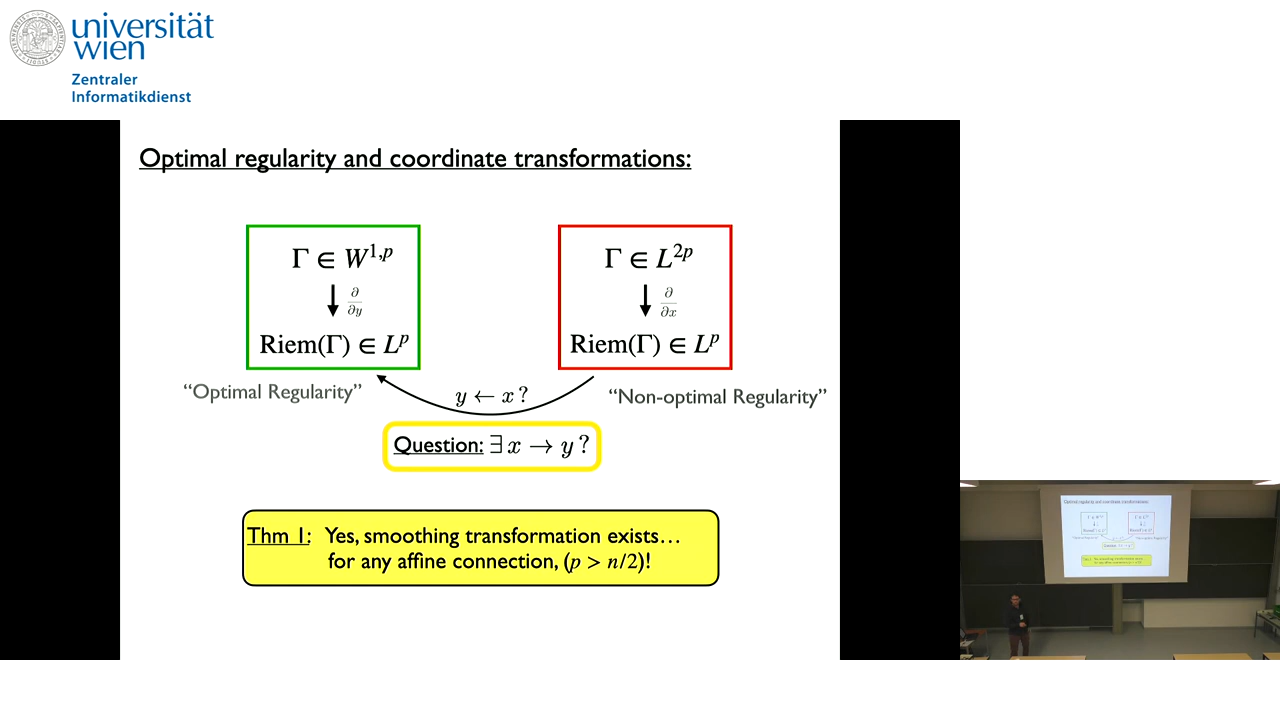 universität
wien
Zentraler
Informatikdienst
Optimal regularity and coordinate transformations:
Γ ∈ W^{1,p}
↓ ∂/∂y
Riem(Γ) ∈ L^p
"Optimal Regularity"
Γ ∈ L^{2p}
↓ ∂/∂x
Riem(Γ) ∈ L^p
"Non-optimal Regularity"
y ← x ?
Question: ∃ x → y ?
Thm 1: Yes, smoothing transformation exists…
for any affine connection, (p > n/2)!